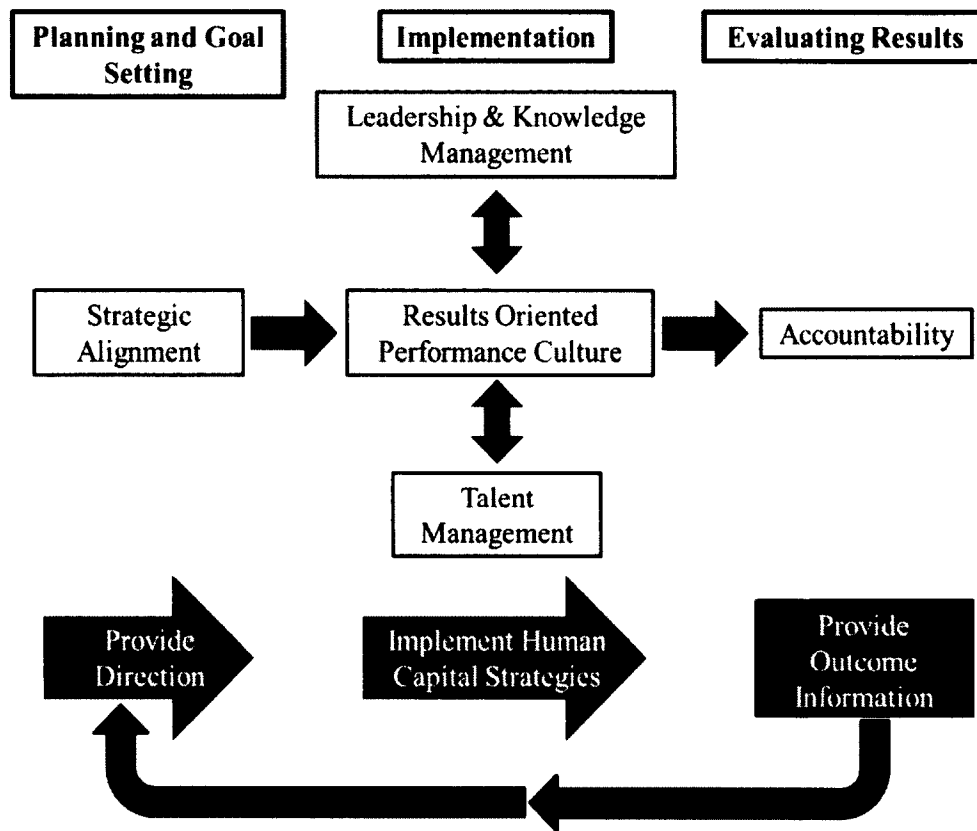 Planning and Goal
Setting
Implementation
Evaluating Results
Leadership & Knowledge
Management
Strategic
Alignment
Results Oriented
Performance Culture
Accountability
Talent
Management
Provide
Direction
Implement Human
Capital Strategies
Provide
Outcome
Information